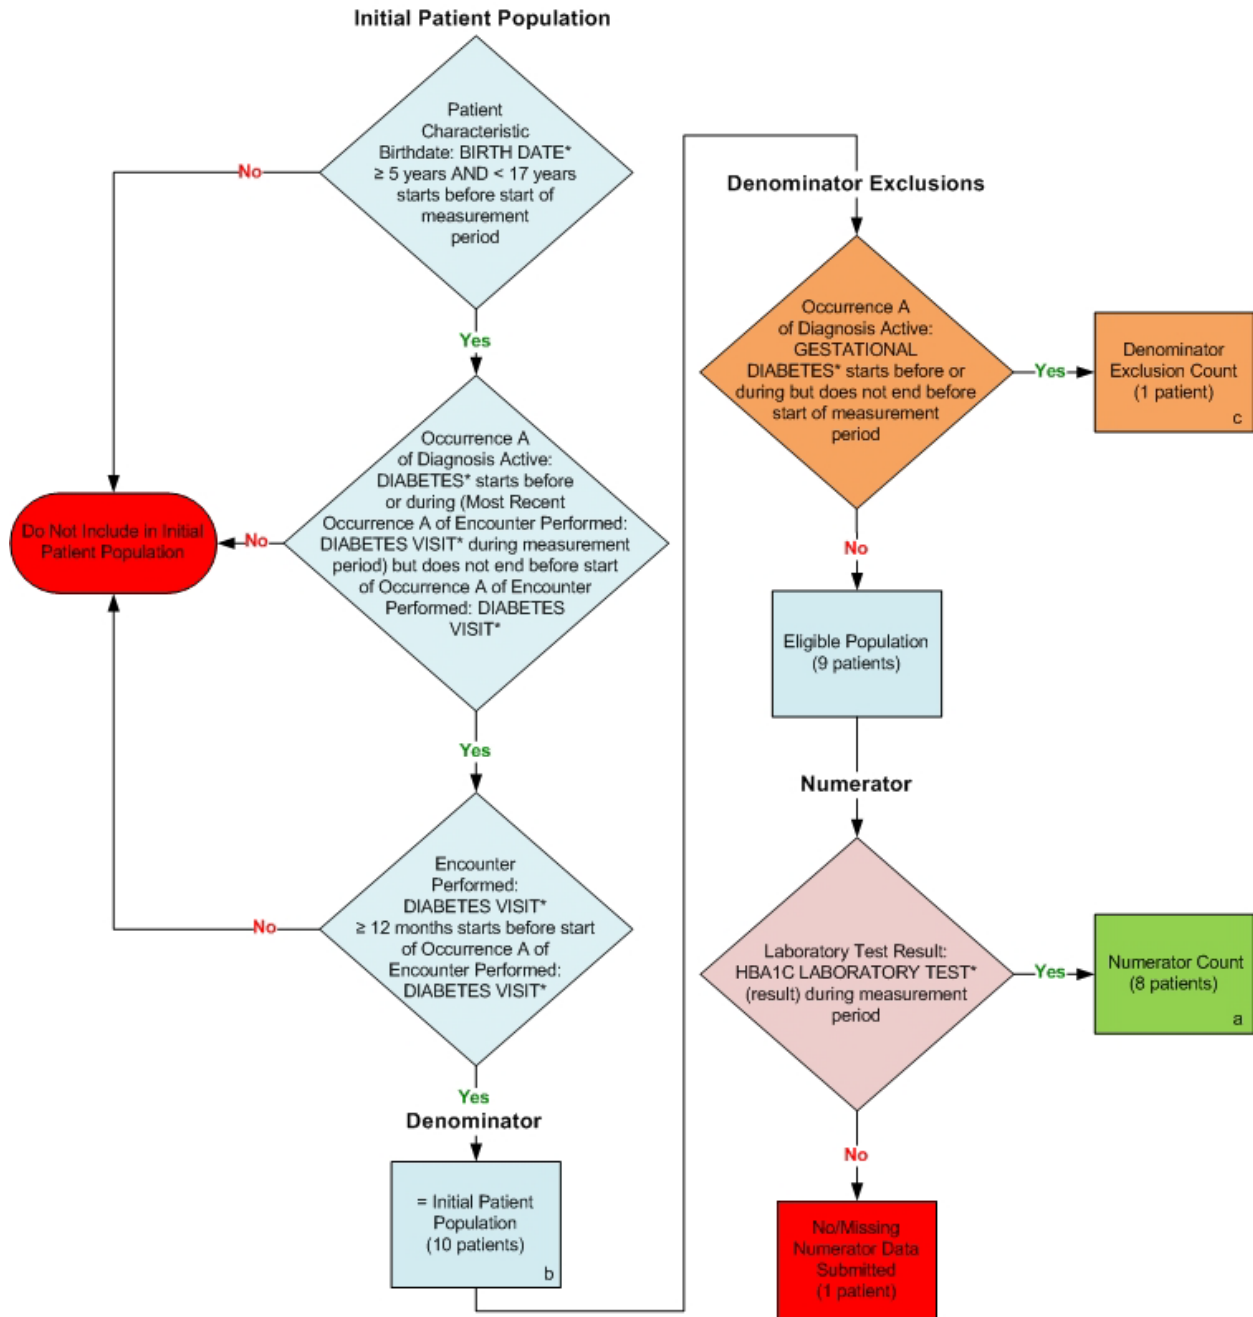 Initial Patient Population
Patient
Characteristic
Birthdate: BIRTH DATE*
≥ 5 years AND < 17 years
starts before start of
measurement
period
No
Yes
Occurrence A
of Diagnosis Active:
DIABETES* starts before
or during (Most Recent
Occurrence A of Encounter Performed:
DIABETES VISIT* during measurement
period) but does not end before start
of Occurrence A of Encounter
Performed: DIABETES
VISIT*
No
Do Not Include in Initial
Patient Population
Yes
Encounter
Performed:
DIABETES VISIT*
≥ 12 months starts before start
of Occurrence A of
Encounter Performed:
DIABETES VISIT*
No
Yes
Denominator
= Initial Patient
Population
(10 patients)
b
Denominator Exclusions
Occurrence A
of Diagnosis Active:
GESTATIONAL
DIABETES* starts before or
during but does not end before
start of measurement
period
Yes
Denominator
Exclusion Count
(1 patient)
c
No
Eligible Population
(9 patients)
Numerator
Laboratory Test Result:
HBA1C LABORATORY TEST*
(result) during measurement
period
Yes
Numerator Count
(8 patients)
a
No
No/Missing
Numerator Data
Submitted
(1 patient)